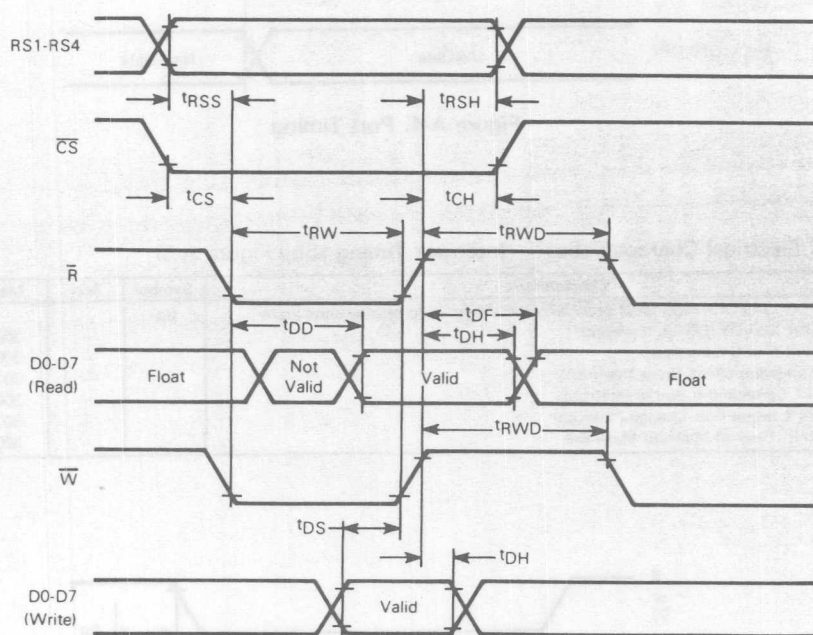 RS1-RS4
tRSS
tRSH
CS
tCS
tCH
tRW
tRWD
R
tDD
tDF
tDH
D0-D7
(Read)
Float
Not
Valid
Valid
Float
tRWD
W
tDS
tDH
D0-D7
(Write)
Valid